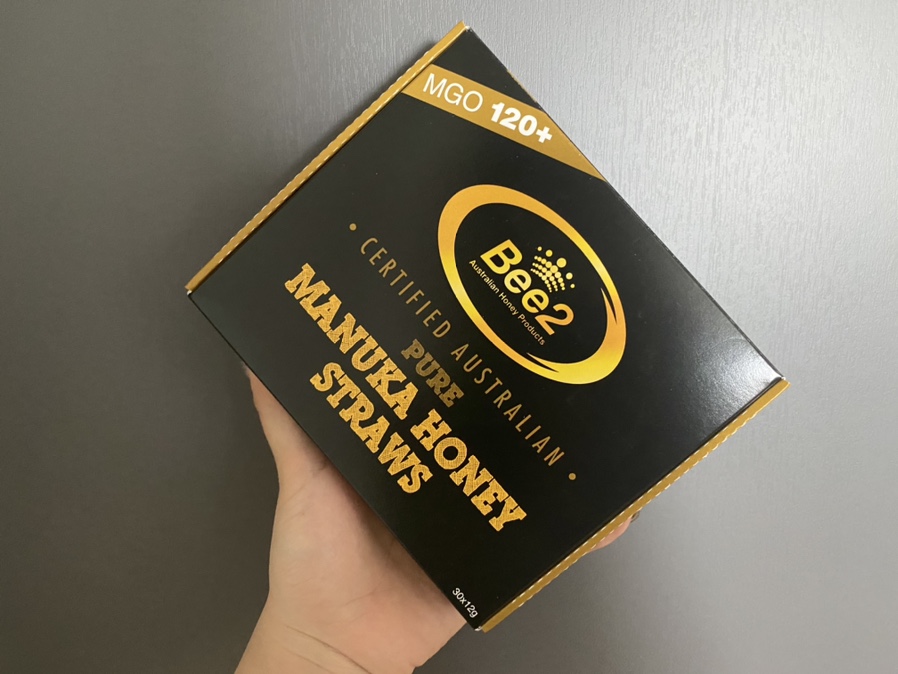 MGO 120+
Bee2
Australian Honey Products
• CERTIFIED AUSTRALIAN •
PURE
MANUKA HONEY
STRAWS
30x12g